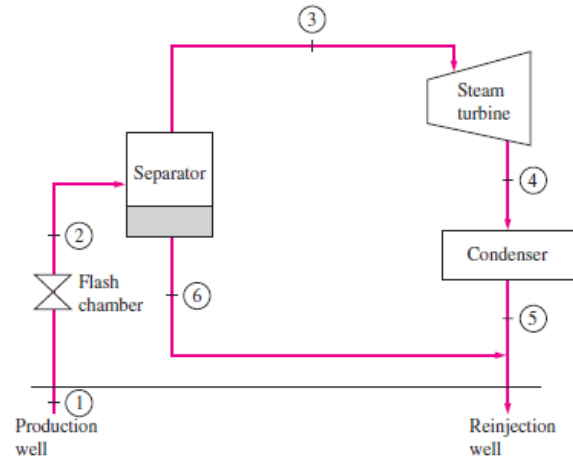 3
Steam
turbine
Separator
4
2
Condenser
Flash
chamber
6
5
1
Production
well
Reinjection
well